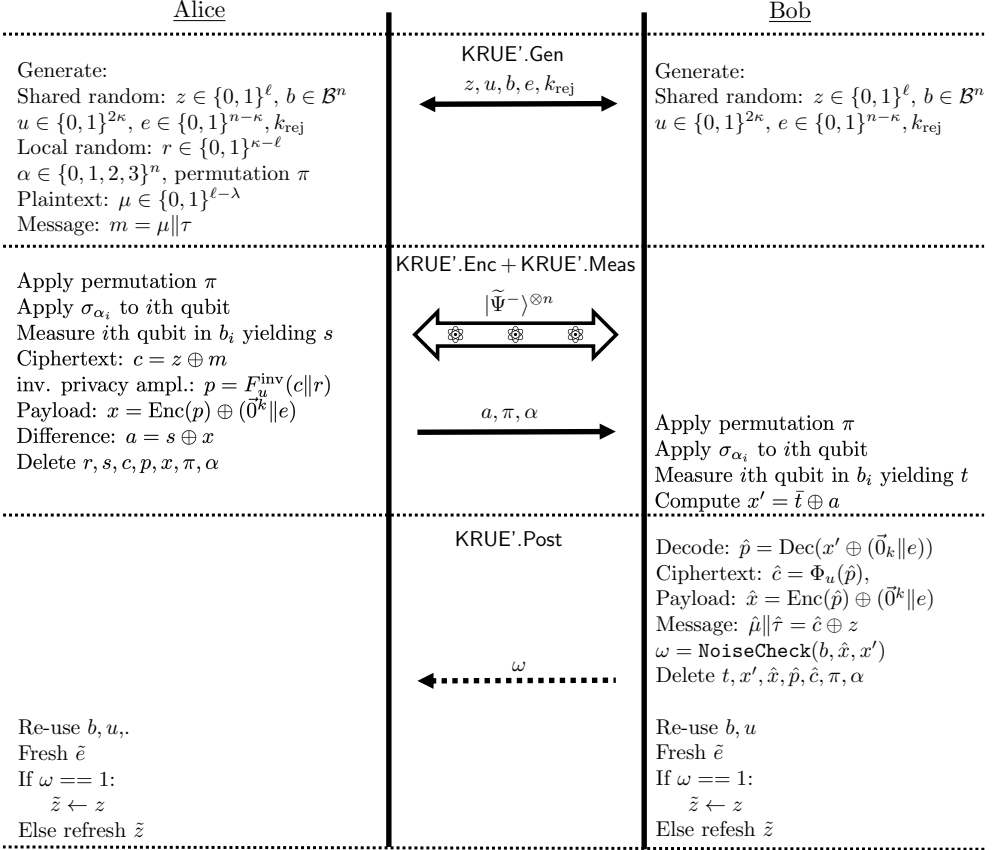 Alice
Bob
KRUE'.Gen
z, u, b, e, k_rej
Generate:
Shared random: z ∈ {0, 1}^ℓ, b ∈ 𝓑^n
u ∈ {0, 1}^{2κ}, e ∈ {0, 1}^{n−κ}, k_rej
Local random: r ∈ {0, 1}^{κ−ℓ}
α ∈ {0, 1, 2, 3}^n, permutation π
Plaintext: μ ∈ {0, 1}^{ℓ−λ}
Message: m = μ‖τ
Generate:
Shared random: z ∈ {0, 1}^ℓ, b ∈ 𝓑^n
u ∈ {0, 1}^{2κ}, e ∈ {0, 1}^{n−κ}, k_rej
KRUE'.Enc + KRUE'.Meas
|Ψ̃^−⟩^{⊗n}
Apply permutation π
Apply σ_{α_i} to ith qubit
Measure ith qubit in b_i yielding s
Ciphertext: c = z ⊕ m
inv. privacy ampl.: p = F_u^{inv}(c‖r)
Payload: x = Enc(p) ⊕ (0⃗^k‖e)
Difference: a = s ⊕ x
Delete r, s, c, p, x, π, α
a, π, α
Apply permutation π
Apply σ_{α_i} to ith qubit
Measure ith qubit in b_i yielding t
Compute x′ = t̄ ⊕ a
KRUE'.Post
Decode: p̂ = Dec(x′ ⊕ (0⃗_k‖e))
Ciphertext: ĉ = Φ_u(p̂),
Payload: x̂ = Enc(p̂) ⊕ (0⃗^k‖e)
Message: μ̂‖τ̂ = ĉ ⊕ z
ω = NoiseCheck(b, x̂, x′)
Delete t, x′, x̂, p̂, ĉ, π, α
ω
Re-use b, u,.
Fresh ẽ
If ω == 1:
z̃ ← z
Else refresh z̃
Re-use b, u
Fresh ẽ
If ω == 1:
z̃ ← z
Else refesh z̃